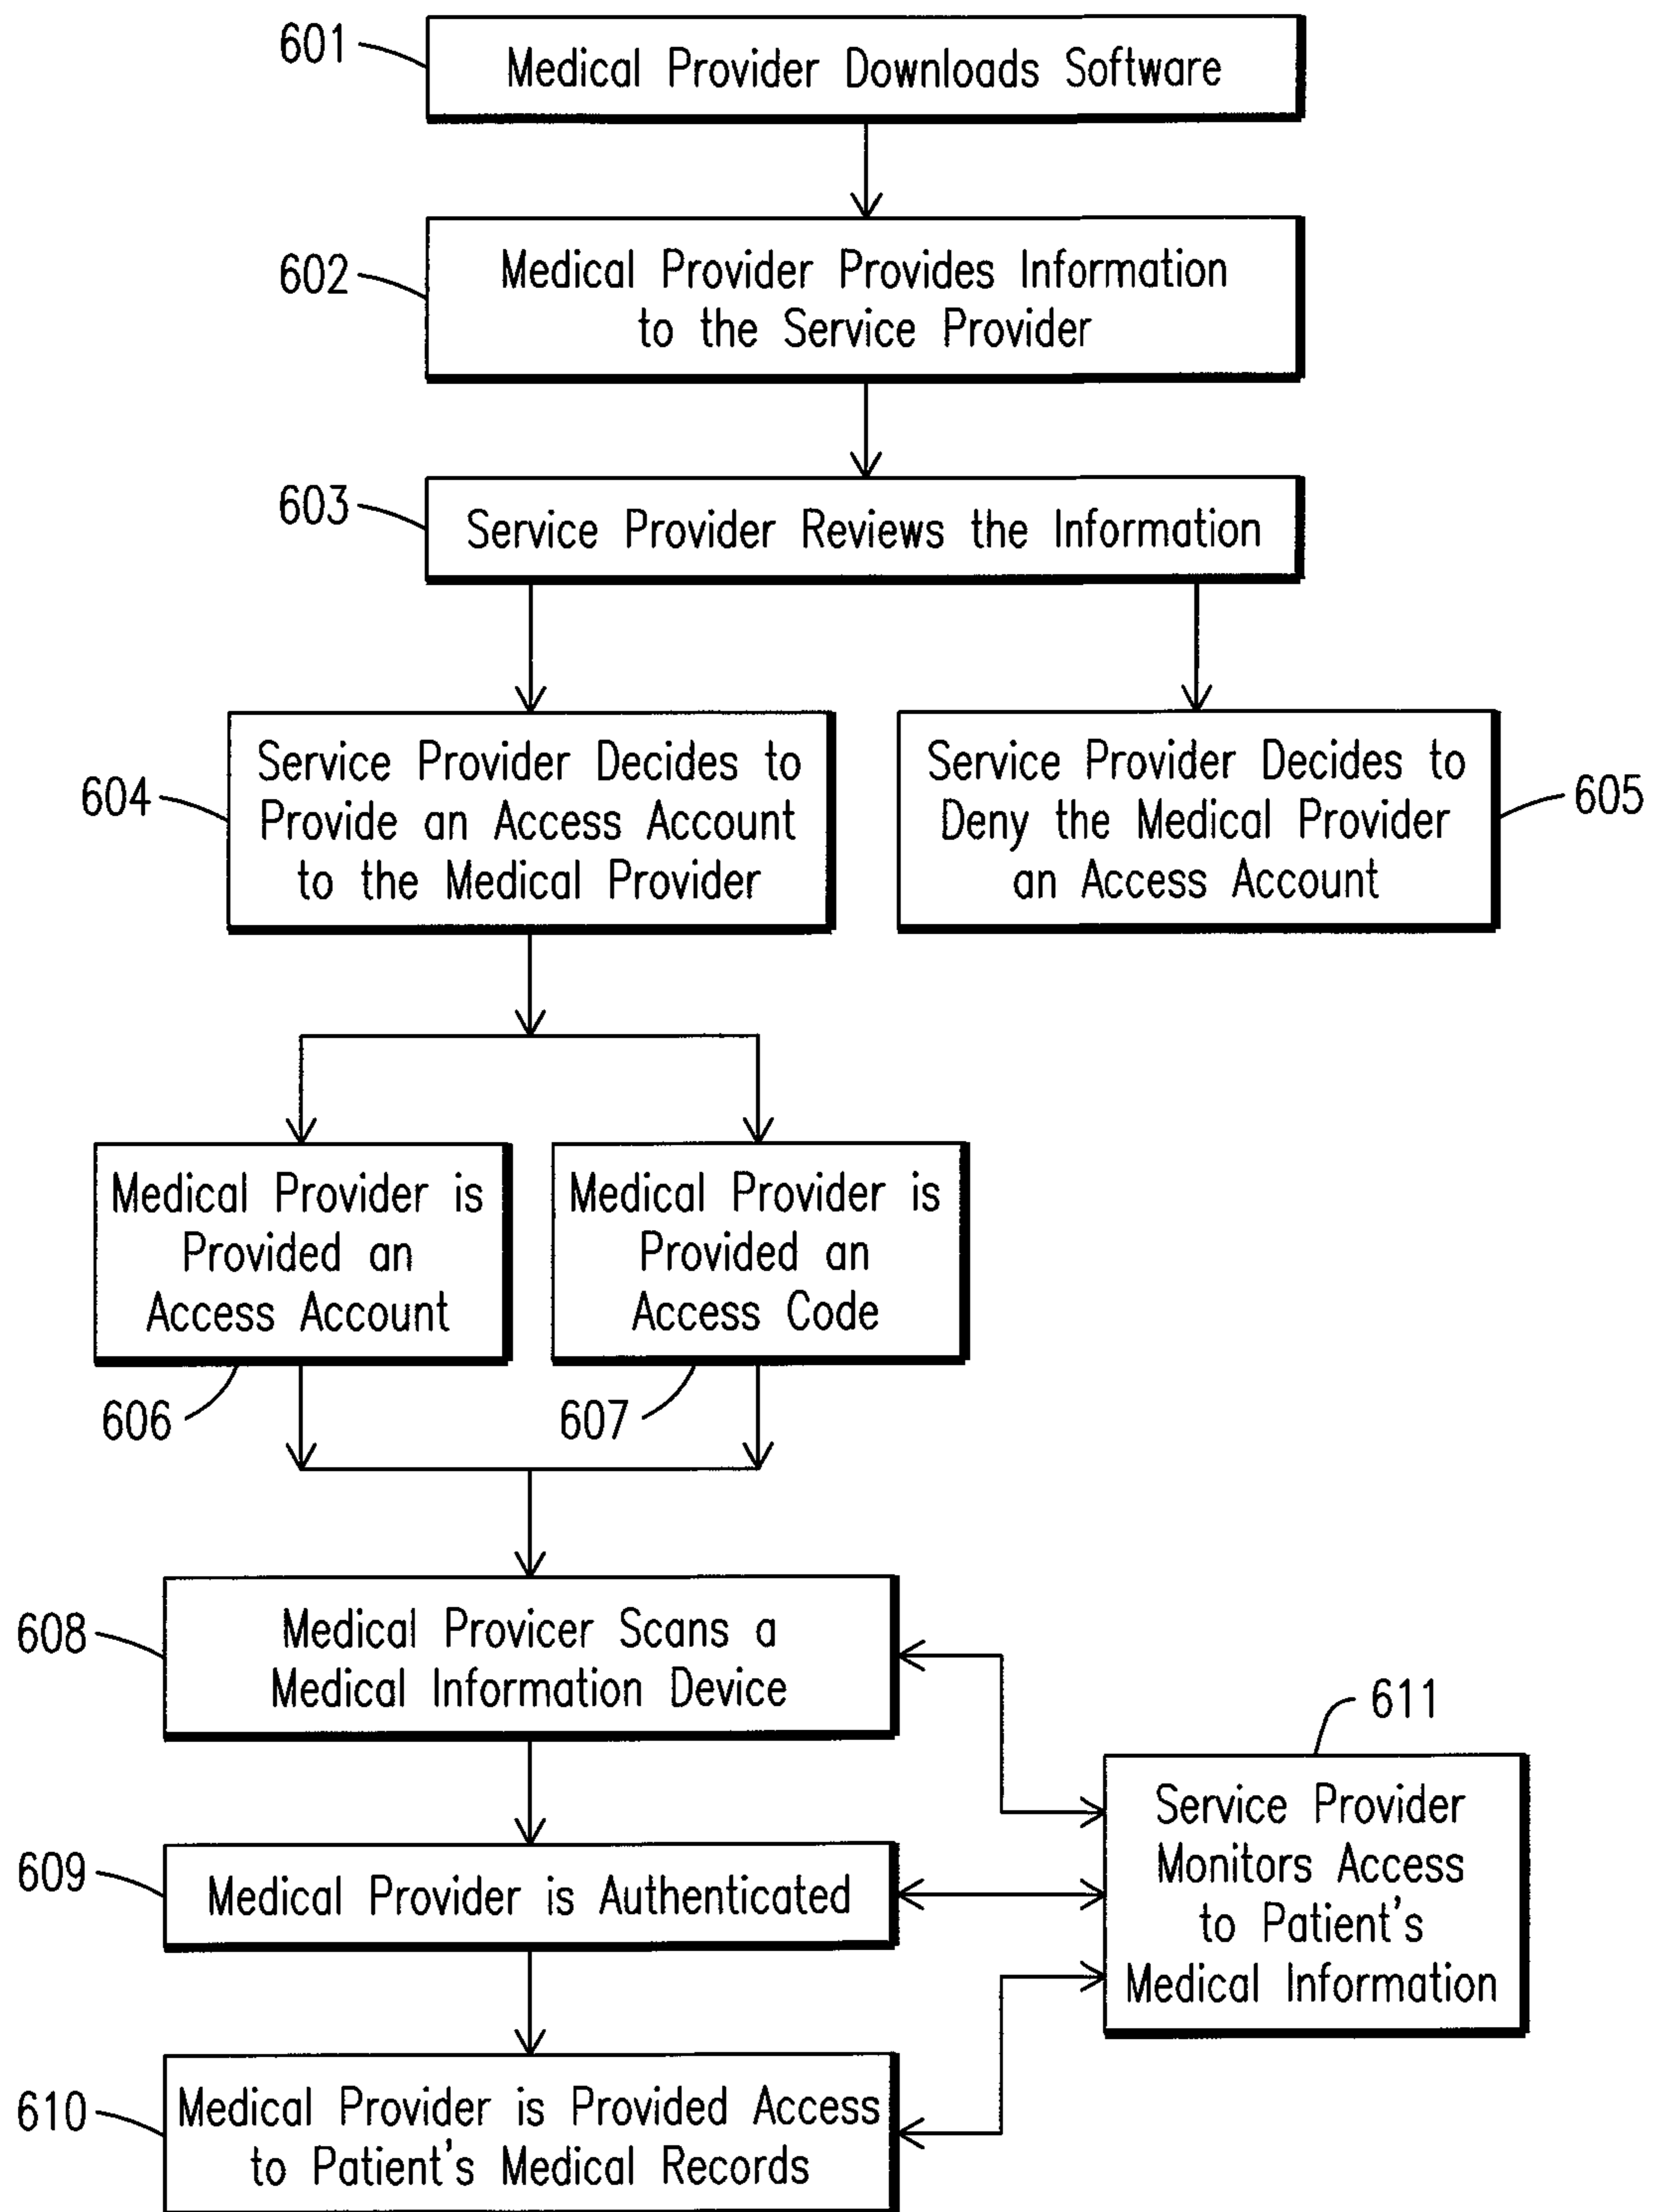 601
Medical Provider Downloads Software
602
Medical Provider Provides Information
to the Service Provider
603
Service Provider Reviews the Information
604
Service Provider Decides to
Provide an Access Account
to the Medical Provider
Service Provider Decides to
Deny the Medical Provider
an Access Account
605
Medical Provider is
Provided an
Access Account
606
Medical Provider is
Provided an
Access Code
607
608
Medical Provicer Scans a
Medical Information Device
609
Medical Provider is Authenticated
610
Medical Provider is Provided Access
to Patient's Medical Records
611
Service Provider
Monitors Access
to Patient's
Medical Information